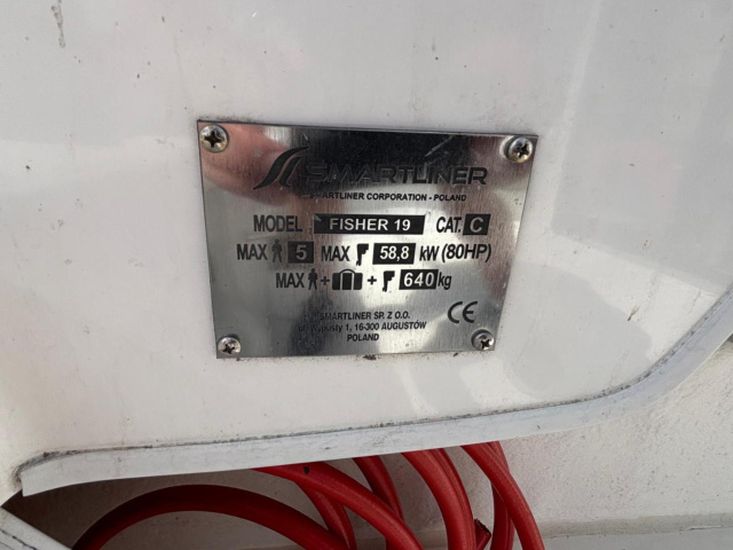 SMARTLINER
SMARTLINER CORPORATION - POLAND
MODEL FISHER 19 CAT. C
MAX 5 MAX 58,8 kW (80HP)
MAX + + 640 kg
SMARTLINER SP. Z O.O.
1, 16-300 AUGUSTÓW
POLAND
CE